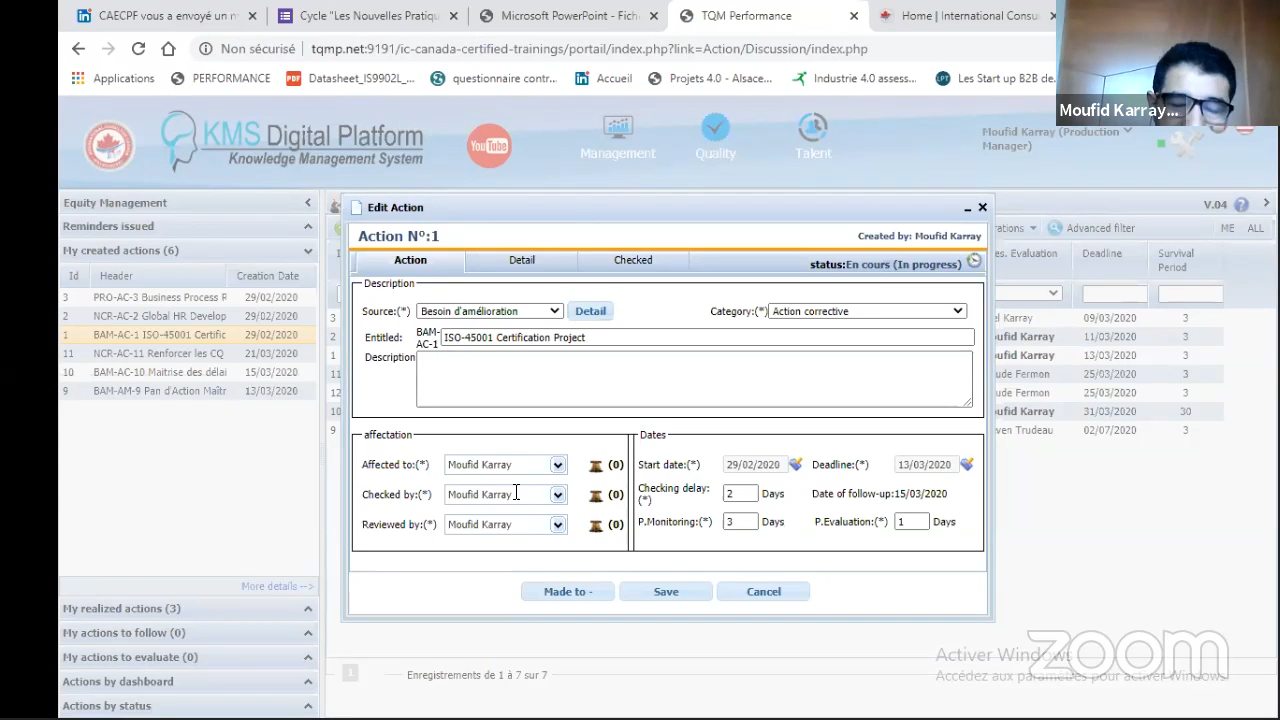 CAECPF vous a envoyé un n
Cycle "Les Nouvelles Pratiqu
Microsoft PowerPoint - Fich
TQM Performance
Home | International Consu
Non sécurisé | tqmp.net:9191/ic-canada-certified-trainings/portail/index.php?link=Action/Discussion/index.php
Applications
PERFORMANCE
PDF
Datasheet_IS9902L_...
questionnaire contr...
Accueil
Projets 4.0 - Alsace...
Industrie 4.0 assess...
LPT
Les Start up B2B de
Moufid Karray...
KMS Digital Platform
Knowledge Management System
YouTube
Management
Quality
Talent
Moufid Karray (Production Manager)
Equity Management
V.04
Reminders issued
Advanced filter
ME
ALL
My created actions (6)
Id Header Creation Date
3 PRO-AC-3 Business Process R 29/02/2020
2 NCR-AC-2 Global HR Develop 29/02/2020
1 BAM-AC-1 ISO-45001 Certific 29/02/2020
11 NCR-AC-11 Renforcer les CQ 21/03/2020
10 BAM-AC-10 Maitrise des délai 15/03/2020
9 BAM-AM-9 Pan d'Action Maîtr 13/03/2020
More details -->
My realized actions (3)
My actions to follow (0)
My actions to evaluate (0)
Actions by dashboard
Actions by status
Edit Action
Action Nº:1
Created by: Moufid Karray
Action
Detail
Checked
status:En cours (In progress)
Description
Source:(*) Besoin d'amélioration Detail Category:(*) Action corrective
Entitled: BAM-AC-1 ISO-45001 Certification Project
Description
affectation
Dates
Affected to:(*) Moufid Karray (0)
Start date:(*) 29/02/2020 Deadline:(*) 13/03/2020
Checked by:(*) Moufid Karray (0)
Checking delay:(*) 2 Days Date of follow-up:15/03/2020
Reviewed by:(*) Moufid Karray (0)
P.Monitoring:(*) 3 Days P.Evaluation:(*) 1 Days
Made to -
Save
Cancel
Evaluation Deadline Survival Period
Karray 09/03/2020 3
Karray 11/03/2020 3
Karray 13/03/2020 3
Fermon 25/03/2020 3
Fermon 25/03/2020 3
Karray 31/03/2020 30
Trudeau 02/07/2020 3
1
Enregistrements de 1 à 7 sur 7
Activer Windows
Accédez aux paramètres pour activer Windows.
zoom